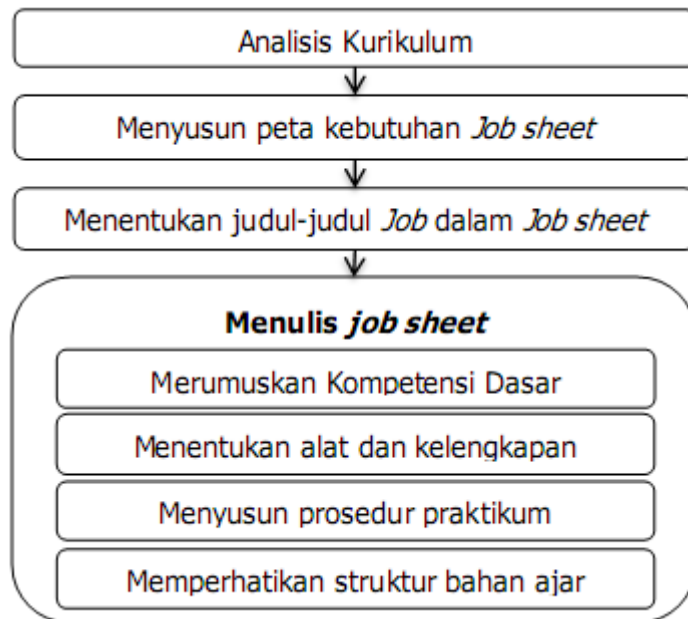 Analisis Kurikulum
Menyusun peta kebutuhan Job sheet
Menentukan judul-judul Job dalam Job sheet
Menulis job sheet
Merumuskan Kompetensi Dasar
Menentukan alat dan kelengkapan
Menyusun prosedur praktikum
Memperhatikan struktur bahan ajar